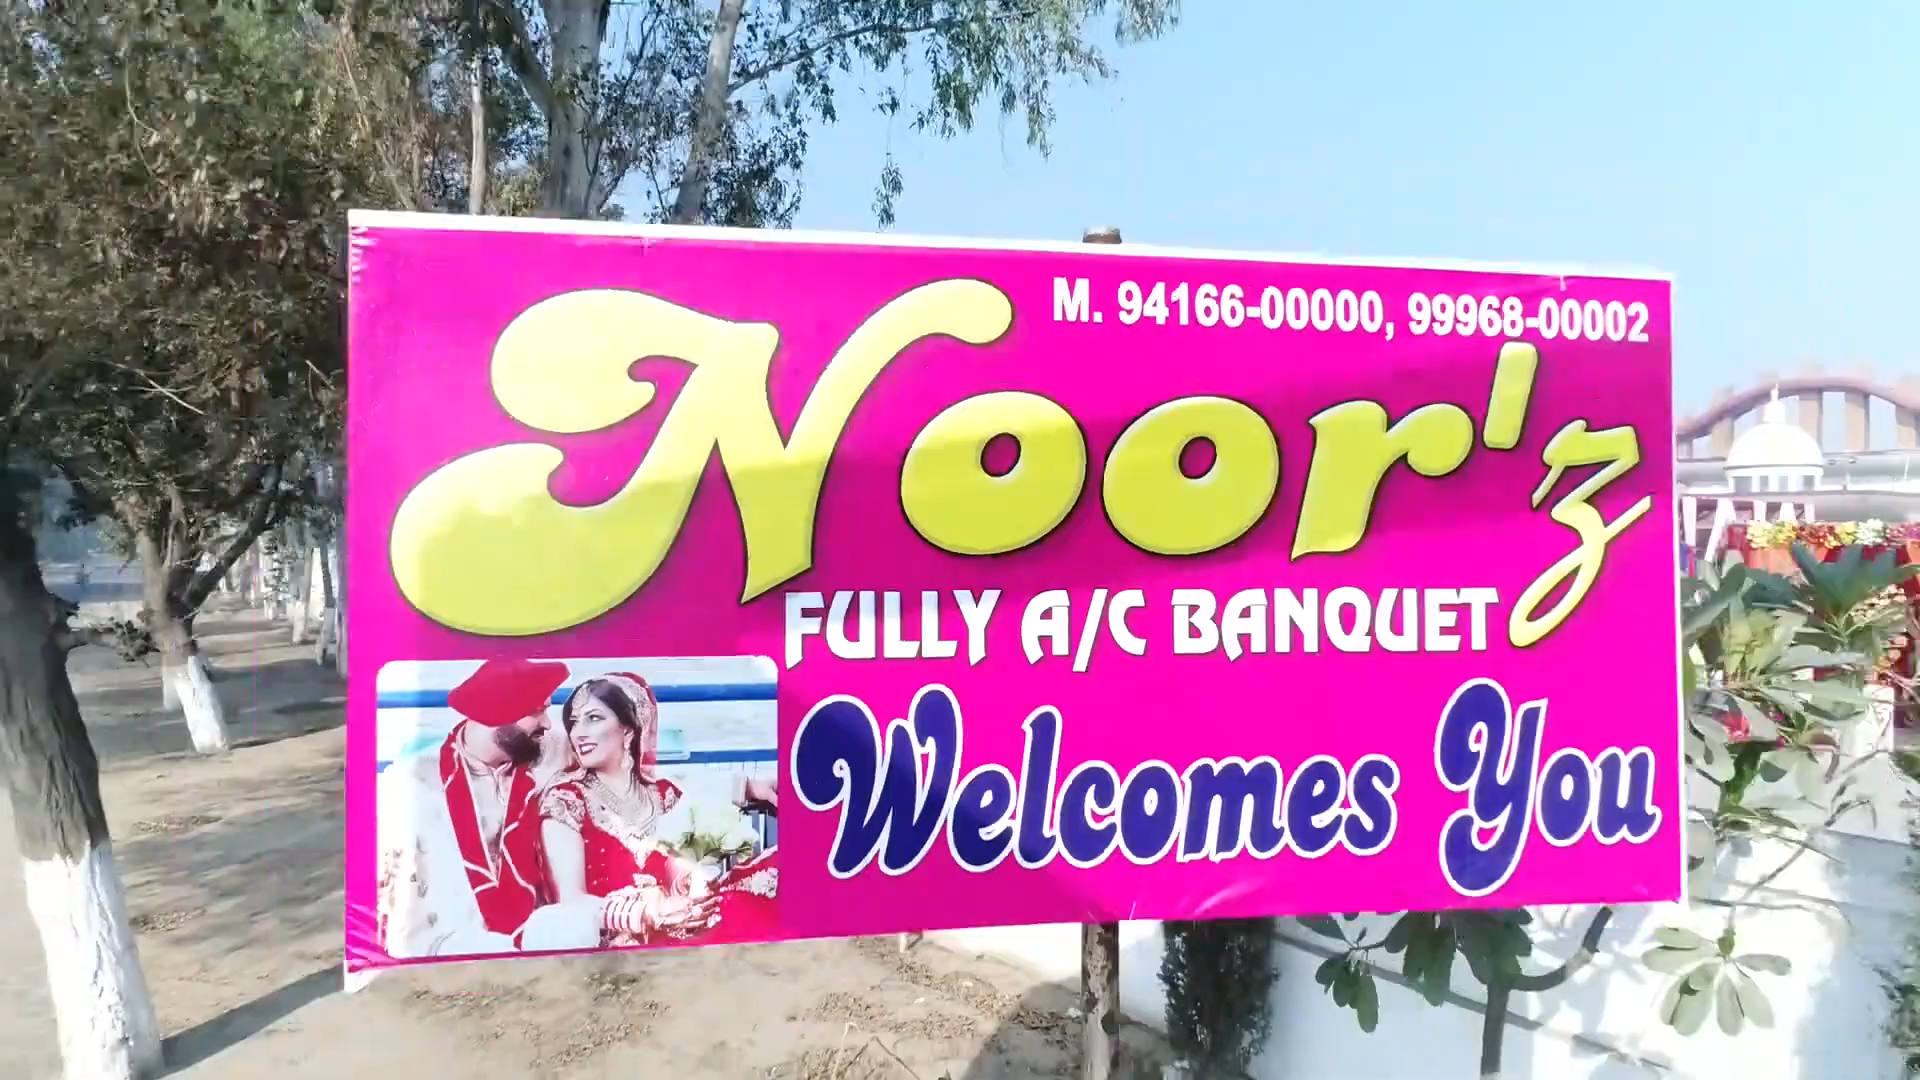 M. 94166-00000, 99968-00002
Noor'z
FULLY A/C BANQUET
Welcomes You